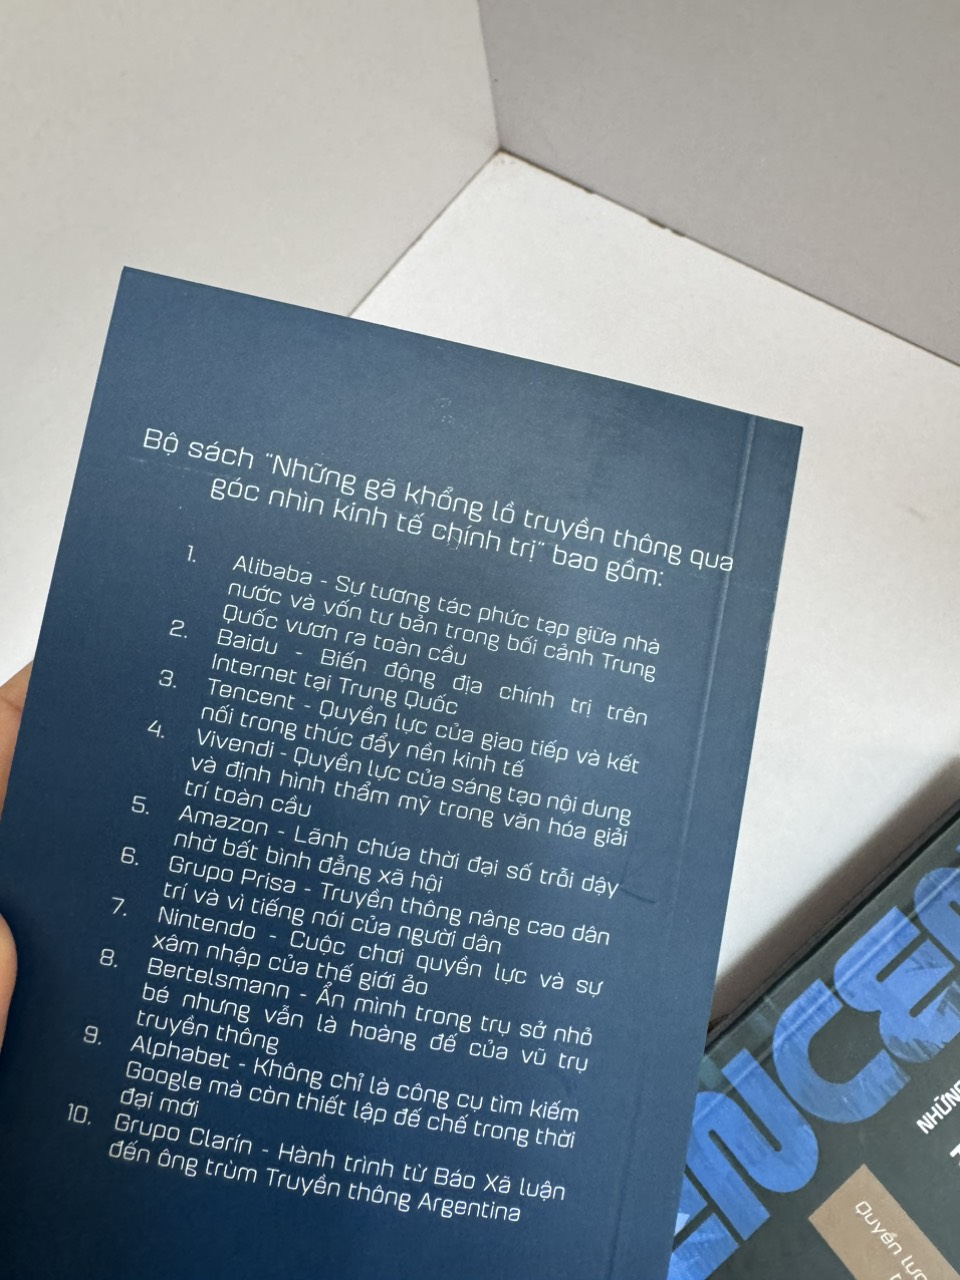 Bộ sách "Những gã khổng lồ truyền thông qua
góc nhìn kinh tế chính trị" bao gồm:
1. Alibaba - Sự tương tác phức tạp giữa nhà
nước và vốn tư bản trong bối cảnh Trung
Quốc vươn ra toàn cầu
2. Baidu - Biến động địa chính trị trên
Internet tại Trung Quốc
3. Tencent - Quyền lực của giao tiếp và kết
nối trong thúc đẩy nền kinh tế
4. Vivendi - Quyền lực của sáng tạo nội dung
và định hình thẩm mỹ trong văn hóa giải
trí toàn cầu
5. Amazon - Lãnh chúa thời đại số trỗi dậy
nhờ bất bình đẳng xã hội
6. Grupo Prisa - Truyền thông nâng cao dân
trí và vì tiếng nói của người dân
7. Nintendo - Cuộc chơi quyền lực và sự
xâm nhập của thế giới ảo
8. Bertelsmann - Ẩn mình trong trụ sở nhỏ
bé nhưng vẫn là hoàng đế của vũ trụ
truyền thông
9. Alphabet - Không chỉ là công cụ tìm kiếm
Google mà còn thiết lập đế chế trong thời
đại mới
10. Grupo Clarín - Hành trình từ Báo Xã luận
đến ông trùm Truyền thông Argentina
ENCE
NHỮNG
Quyền lực